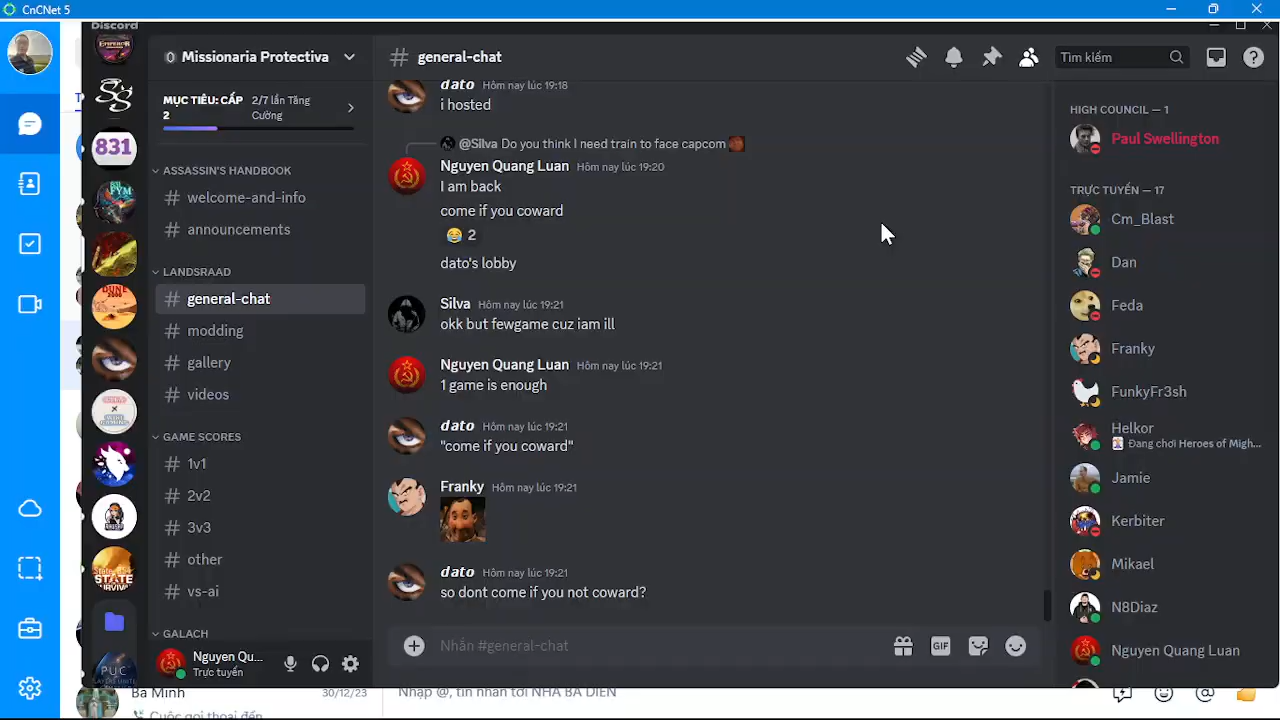 CnCNet 5
Discord
EMPEROR
831
DUNE
2000
STATE
SURVIVAL
PUC
Missionaria Protectiva
MỤC TIÊU: CẤP 2
2/7 lần Tăng Cường
ASSASSIN'S HANDBOOK
welcome-and-info
announcements
LANDSRAAD
general-chat
modding
gallery
videos
GAME SCORES
1v1
2v2
3v3
other
vs-ai
GALACH
Nguyen Qu...
Trực tuyến
# general-chat
Tìm kiếm
dato Hôm nay lúc 19:18
i hosted
@Silva Do you think I need train to face capcom
Nguyen Quang Luan Hôm nay lúc 19:20
I am back
come if you coward
2
dato's lobby
Silva Hôm nay lúc 19:21
okk but fewgame cuz iam ill
Nguyen Quang Luan Hôm nay lúc 19:21
1 game is enough
dato Hôm nay lúc 19:21
"come if you coward"
Franky Hôm nay lúc 19:21
dato Hôm nay lúc 19:21
so dont come if you not coward?
Nhắn #general-chat
GIF
HIGH COUNCIL — 1
Paul Swellington
TRỰC TUYẾN — 17
Cm_Blast
Dan
Feda
Franky
FunkyFr3sh
Helkor
Đang chơi Heroes of Migh...
Jamie
Kerbiter
Mikael
N8Diaz
Nguyen Quang Luan
Ba Minh
30/12/23
Cuộc gọi thoại đến
Nhập @, tin nhắn tới NHÀ BÀ DIEN